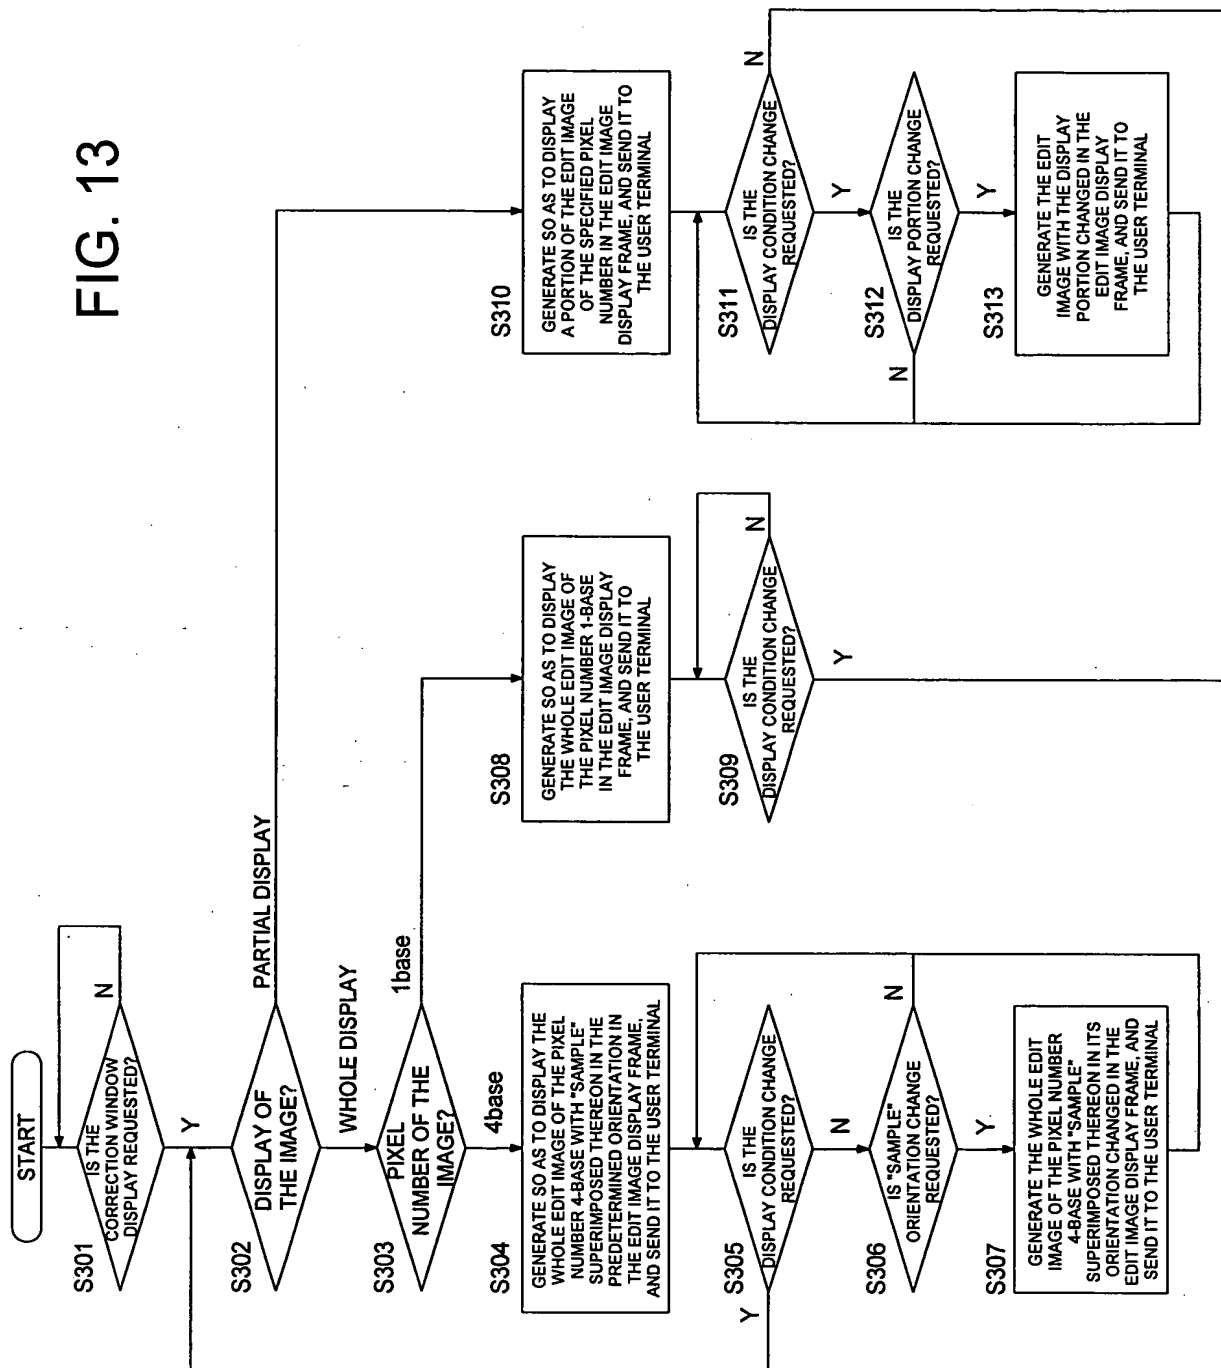 FIG. 13
START
S301
IS THE
CORRECTION WINDOW
DISPLAY REQUESTED?
N
Y
S302
DISPLAY OF
THE IMAGE?
PARTIAL DISPLAY
WHOLE DISPLAY
S303
PIXEL
NUMBER OF THE
IMAGE?
1base
4base
S304
GENERATE SO AS TO DISPLAY THE
WHOLE EDIT IMAGE OF THE PIXEL
NUMBER 4-BASE WITH "SAMPLE"
SUPERIMPOSED THEREON IN THE
PREDETERMINED ORIENTATION IN
THE EDIT IMAGE DISPLAY FRAME,
AND SEND IT TO THE USER TERMINAL
S305
IS THE
DISPLAY CONDITION CHANGE
REQUESTED?
Y
N
S306
IS "SAMPLE"
ORIENTATION CHANGE
REQUESTED?
N
Y
S307
GENERATE THE WHOLE EDIT
IMAGE OF THE PIXEL NUMBER
4-BASE WITH "SAMPLE"
SUPERIMPOSED THEREON IN ITS
ORIENTATION CHANGED IN THE
EDIT IMAGE DISPLAY FRAME, AND
SEND IT TO THE USER TERMINAL
S308
GENERATE SO AS TO DISPLAY
THE WHOLE EDIT IMAGE OF
THE PIXEL NUMBER 1-BASE
IN THE EDIT IMAGE DISPLAY
FRAME, AND SEND IT TO
THE USER TERMINAL
S309
IS THE
DISPLAY CONDITION CHANGE
REQUESTED?
N
Y
S310
GENERATE SO AS TO DISPLAY
A PORTION OF THE EDIT IMAGE
OF THE SPECIFIED PIXEL
NUMBER IN THE EDIT IMAGE
DISPLAY FRAME, AND SEND IT TO
THE USER TERMINAL
S311
IS THE
DISPLAY CONDITION CHANGE
REQUESTED?
N
Y
S312
IS THE
DISPLAY PORTION CHANGE
REQUESTED?
N
Y
S313
GENERATE THE EDIT
IMAGE WITH THE DISPLAY
PORTION CHANGED IN THE
EDIT IMAGE DISPLAY
FRAME, AND SEND IT TO
THE USER TERMINAL